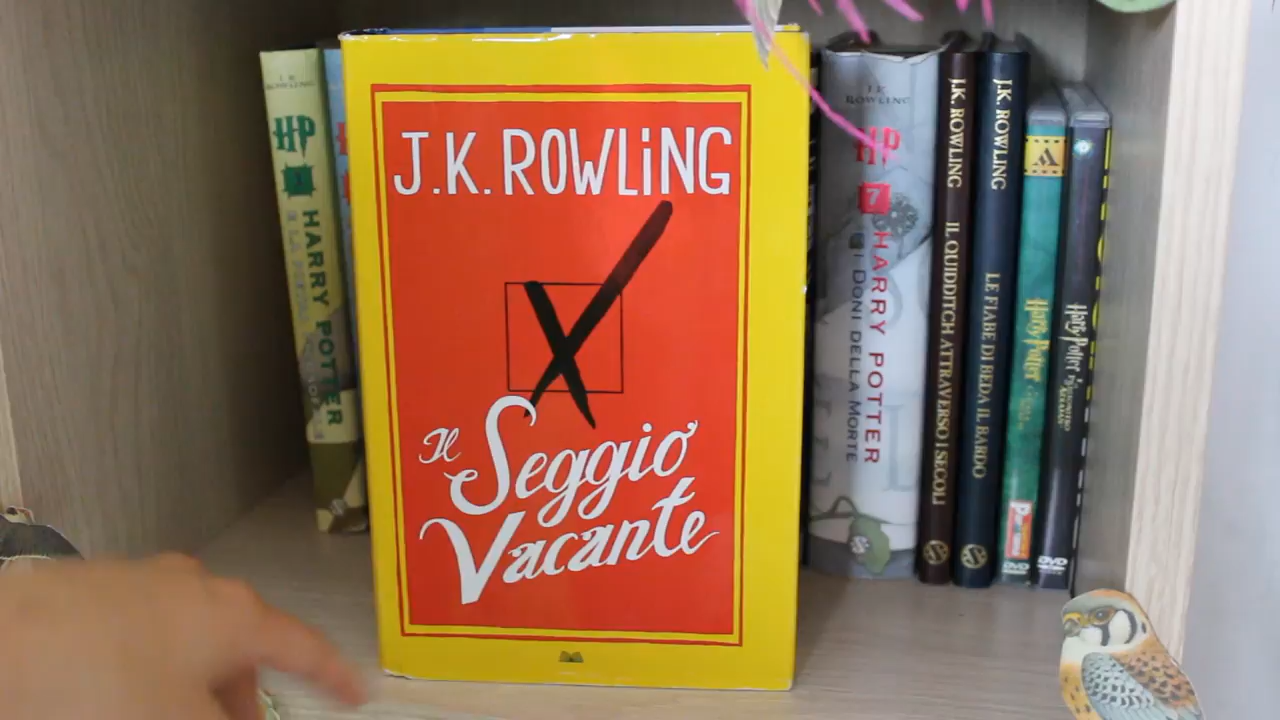 J.K. ROWLING
Il Seggio
Vacante
J.K. ROWLING
HP
HARRY POTTER
J.K. ROWLING
HP
7
HARRY POTTER
E I DONI DELLA MORTE
J.K. ROWLING IL QUIDDITCH ATTRAVERSO I SECOLI
J.K. ROWLING LE FIABE DI BEDA IL BARDO
Harry Potter
DVD
Harry Potter
DVD